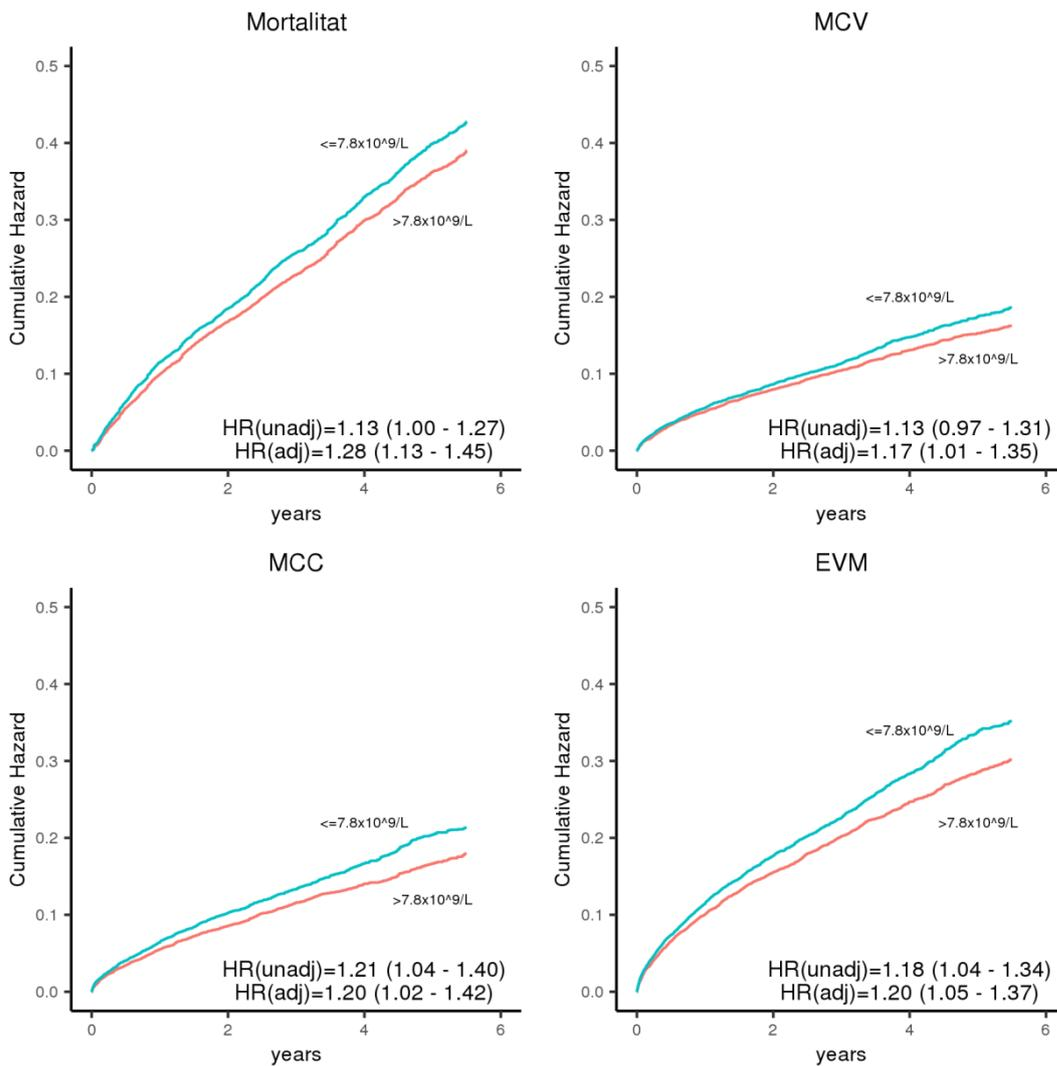 Mortalitat
0.5
0.4
0.3
0.2
0.1
0.0
Cumulative Hazard
<=7.8x10^9/L
>7.8x10^9/L
HR(unadj)=1.13 (1.00 - 1.27)
HR(adj)=1.28 (1.13 - 1.45)
0 2 4 6
years
MCV
0.5
0.4
0.3
0.2
0.1
0.0
Cumulative Hazard
<=7.8x10^9/L
>7.8x10^9/L
HR(unadj)=1.13 (0.97 - 1.31)
HR(adj)=1.17 (1.01 - 1.35)
0 2 4 6
years
MCC
0.5
0.4
0.3
0.2
0.1
0.0
Cumulative Hazard
<=7.8x10^9/L
>7.8x10^9/L
HR(unadj)=1.21 (1.04 - 1.40)
HR(adj)=1.20 (1.02 - 1.42)
0 2 4 6
years
EVM
0.5
0.4
0.3
0.2
0.1
0.0
Cumulative Hazard
<=7.8x10^9/L
>7.8x10^9/L
HR(unadj)=1.18 (1.04 - 1.34)
HR(adj)=1.20 (1.05 - 1.37)
0 2 4 6
years